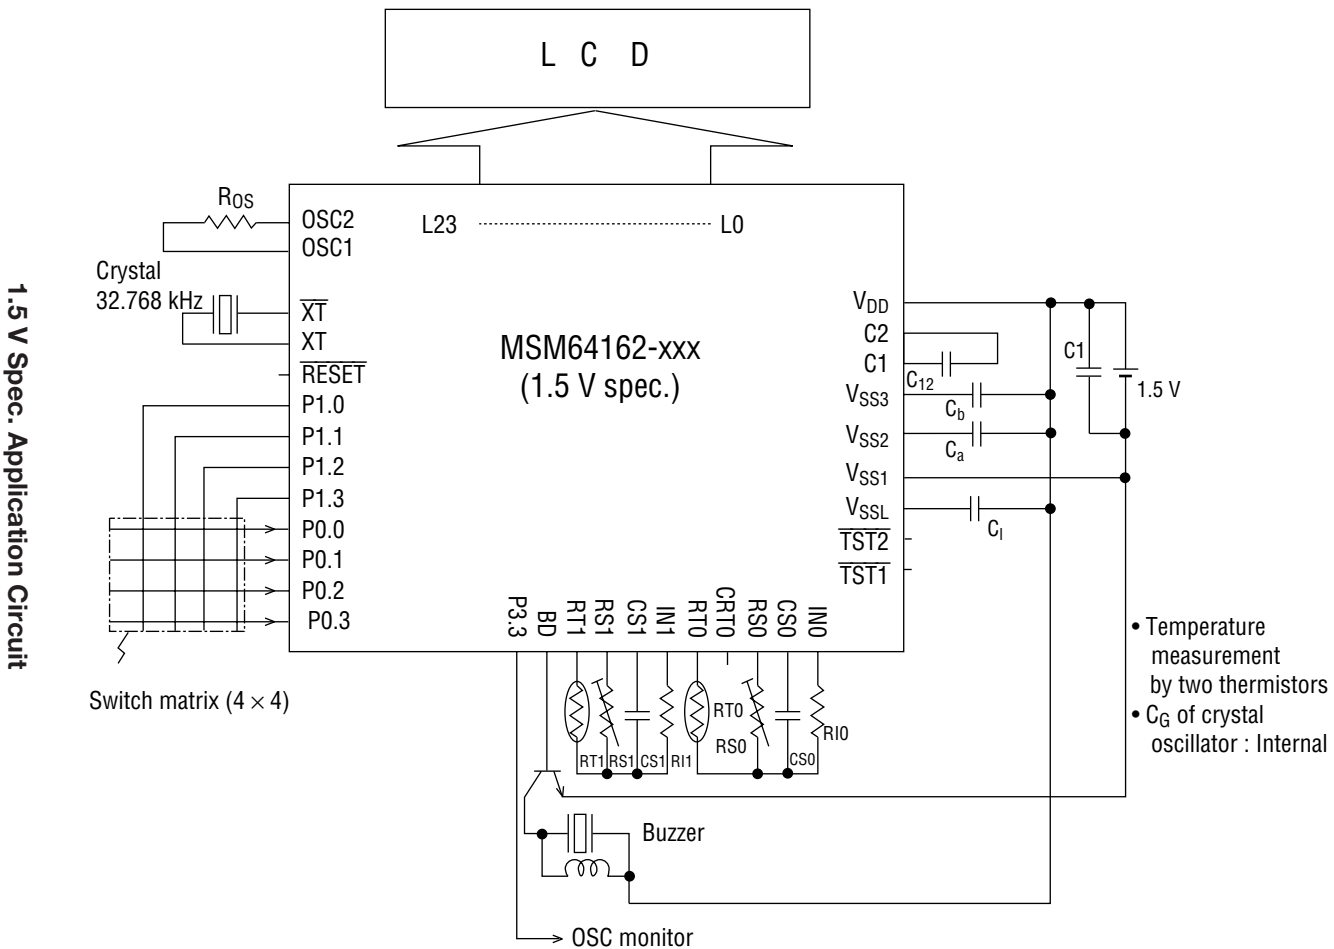 1.5 V Spec. Application Circuit
L C D
ROS
OSC2
OSC1
L23
L0
Crystal
32.768 kHz
XT
XT
RESET
P1.0
P1.1
P1.2
P1.3
P0.0
P0.1
P0.2
P0.3
Switch matrix (4 × 4)
MSM64162-xxx
(1.5 V spec.)
VDD
C2
C1
C12
VSS3
Cb
VSS2
Ca
VSS1
VSSL
Cl
TST2
TST1
C1
1.5 V
P3.3
BD
RT1
RS1
CS1
IN1
RT0
CRT0
RS0
CS0
IN0
RT1
RS1
CS1
RI1
RT0
RS0
CS0
RI0
Buzzer
OSC monitor
• Temperature
measurement
by two thermistors
• CG of crystal
oscillator : Internal